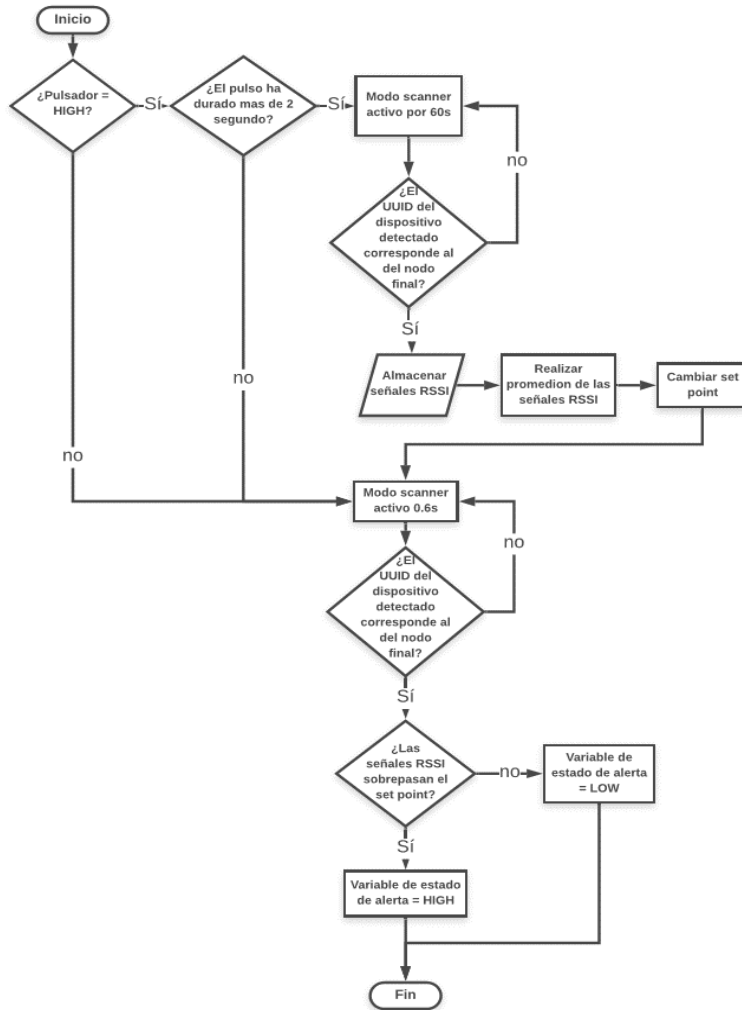 Inicio
¿Pulsador =
HIGH?
Sí
¿El pulso ha
durado mas de 2
segundo?
Sí
Modo scanner
activo por 60s
no
¿El
UUID del
dispositivo
detectado
corresponde al
del nodo
final?
Sí
Almacenar
señales RSSI
Realizar
promedion de las
señales RSSI
Cambiar set
point
no
no
Modo scanner
activo 0.6s
no
¿El
UUID del
dispositivo
detectado
corresponde al
del nodo
final?
Sí
¿Las
señales RSSI
sobrepasan el
set point?
no
Variable de
estado de alerta
= LOW
Sí
Variable de estado
de alerta = HIGH
Fin